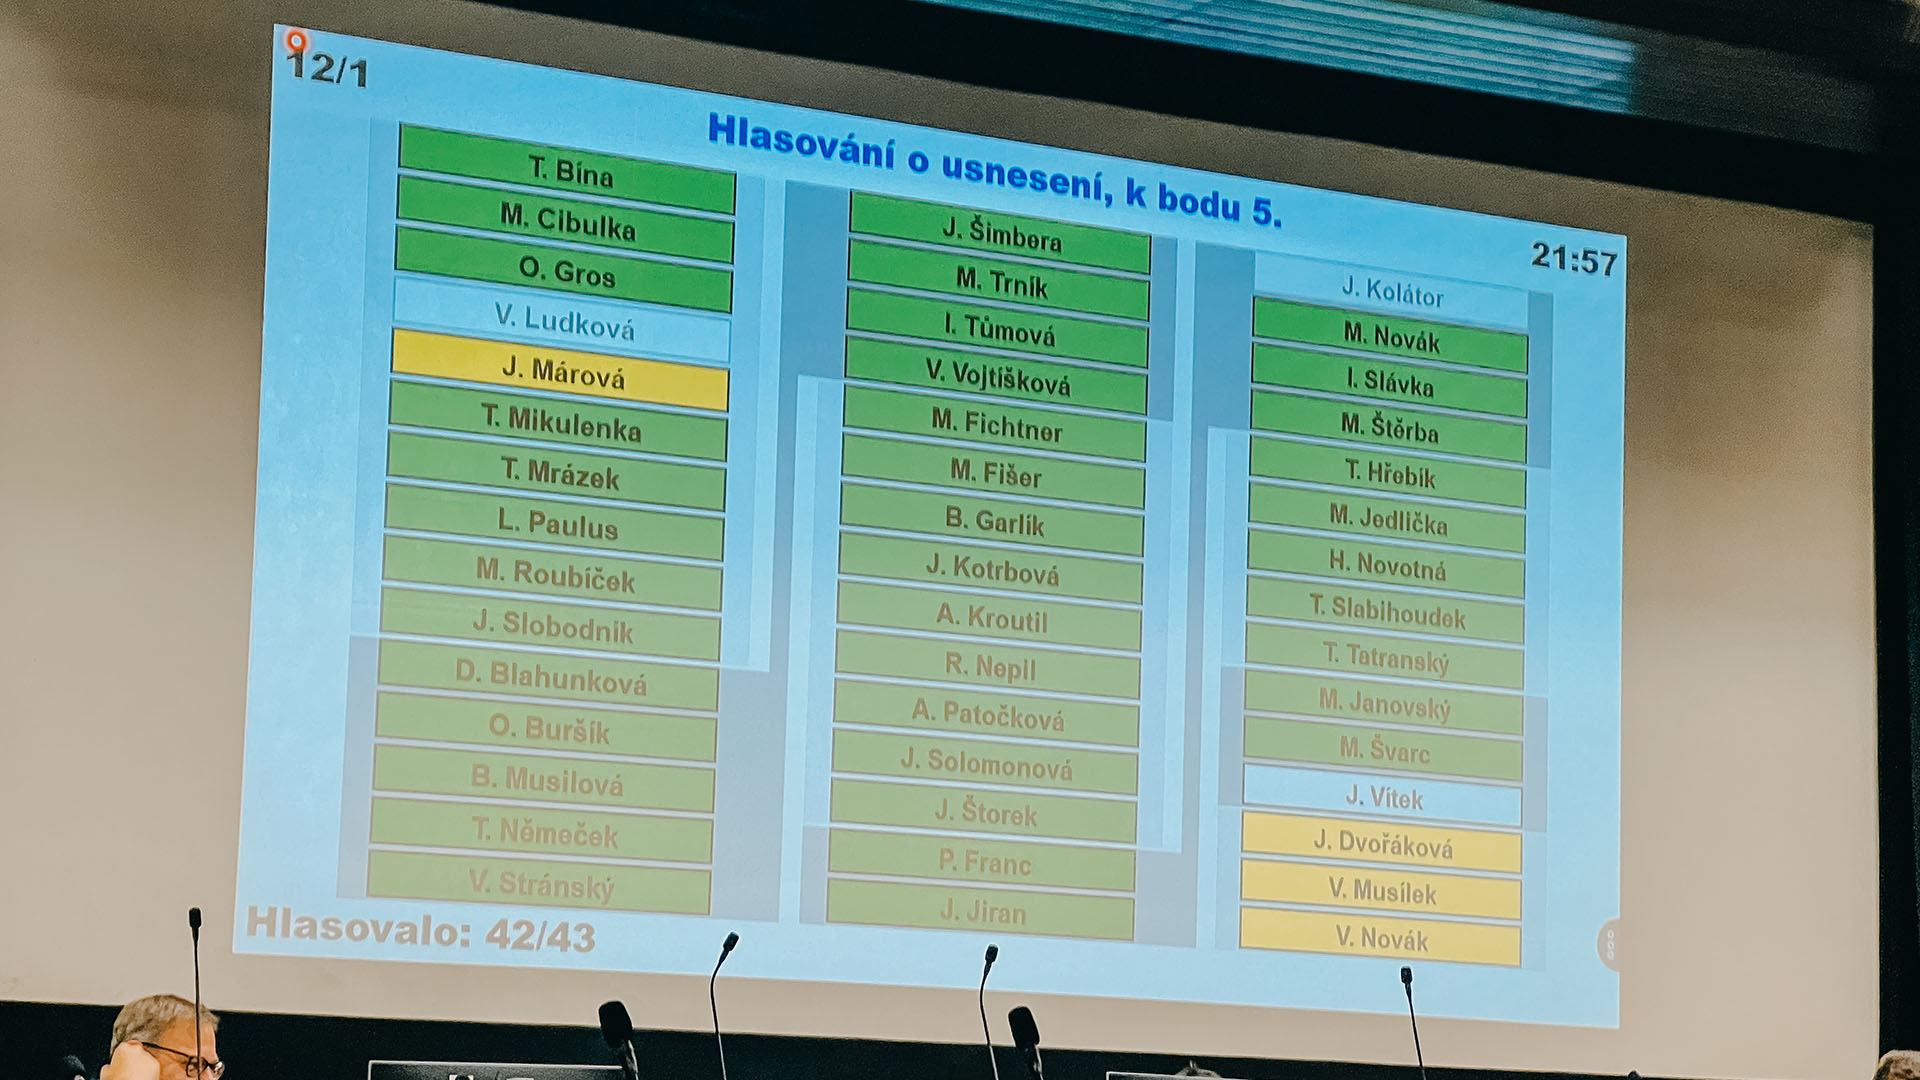 12/1
Hlasování o usnesení, k bodu 5.
21:57
T. Bína
M. Cibulka
O. Gros
V. Ludková
J. Márová
T. Mikulenka
T. Mrázek
L. Paulus
M. Roubíček
J. Slobodník
D. Blahunková
O. Buršík
B. Musilová
T. Němeček
V. Stránský
J. Šimbera
M. Trník
I. Tůmová
V. Vojtíšková
M. Fichtner
M. Fišer
B. Garlík
J. Kotrbová
A. Kroutil
R. Nepil
A. Patočková
J. Solomonová
J. Štorek
P. Franc
J. Jiran
J. Kolátor
M. Novák
I. Slávka
M. Štěrba
T. Hřebík
M. Jedlička
H. Novotná
T. Slabihoudek
T. Tatranský
M. Janovský
M. Švarc
J. Vítek
J. Dvořáková
V. Musílek
V. Novák
Hlasovalo: 42/43